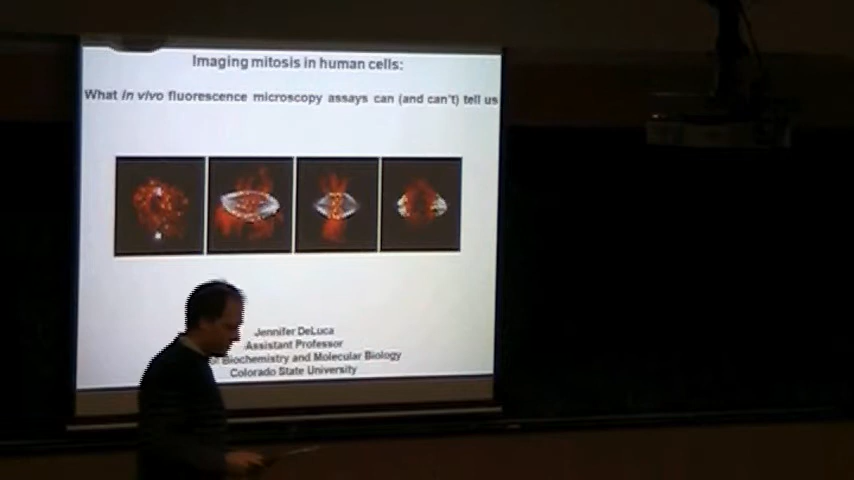 Imaging mitosis in human cells:
What in vivo fluorescence microscopy assays can (and can't) tell us
Jennifer DeLuca
Assistant Professor
of Biochemistry and Molecular Biology
Colorado State University